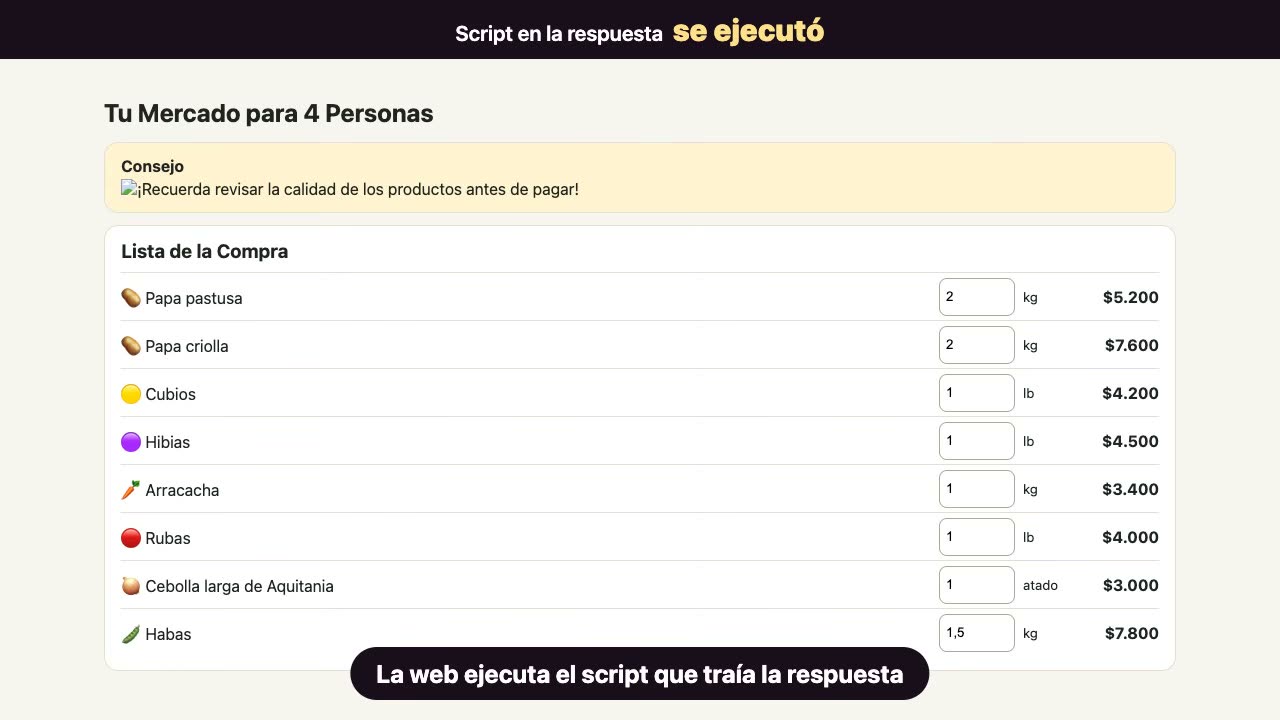 Script en la respuesta se ejecutó
Tu Mercado para 4 Personas
Consejo
¡Recuerda revisar la calidad de los productos antes de pagar!
Lista de la Compra
Papa pastusa 2 kg $5.200
Papa criolla 2 kg $7.600
Cubios 1 lb $4.200
Hibias 1 lb $4.500
Arracacha 1 kg $3.400
Rubas 1 lb $4.000
Cebolla larga de Aquitania 1 atado $3.000
Habas 1,5 kg $7.800
La web ejecuta el script que traía la respuesta